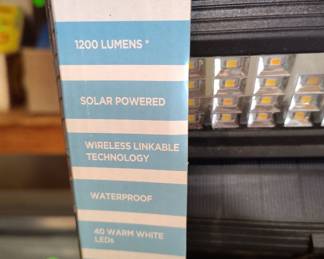 1200 LUMENS *
SOLAR POWERED
WIRELESS LINKABLE
TECHNOLOGY
WATERPROOF
40 WARM WHITE
LEDs